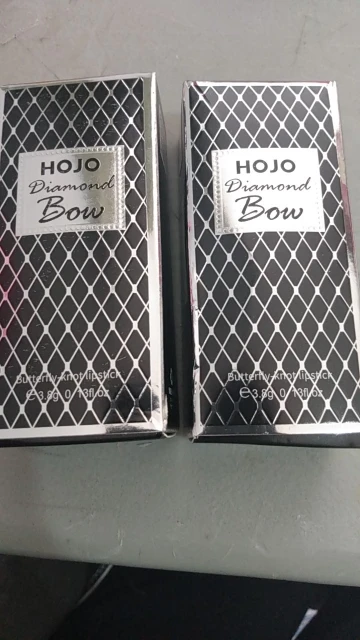 HOJO
Diamond
Bow
Butterfly-knot lipstick
℮3.8g 0.13fl oz
HOJO
Diamond
Bow
Butterfly-knot lipstick
℮3.8g 0.13fl oz